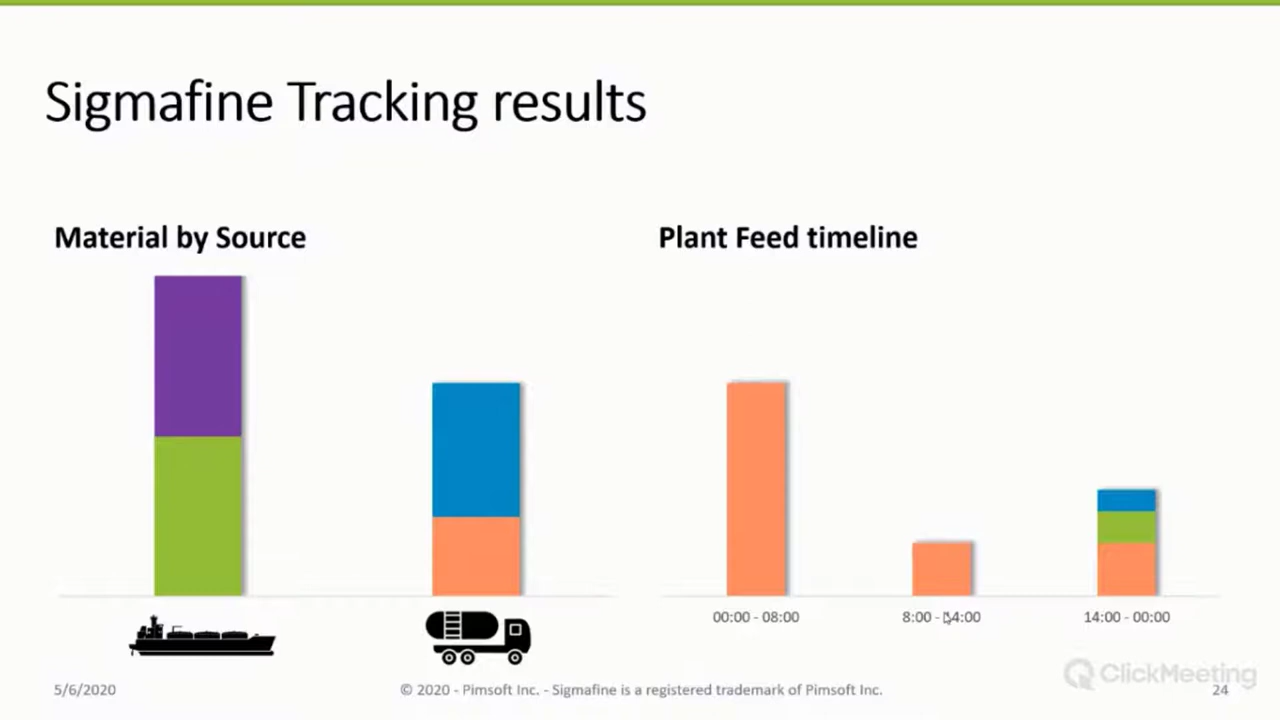 Sigmafine Tracking results
Material by Source
Plant Feed timeline
00:00 - 08:00
8:00 - 14:00
14:00 - 00:00
5/6/2020
© 2020 - Pimsoft Inc. - Sigmafine is a registered trademark of Pimsoft Inc.
ClickMeeting
24